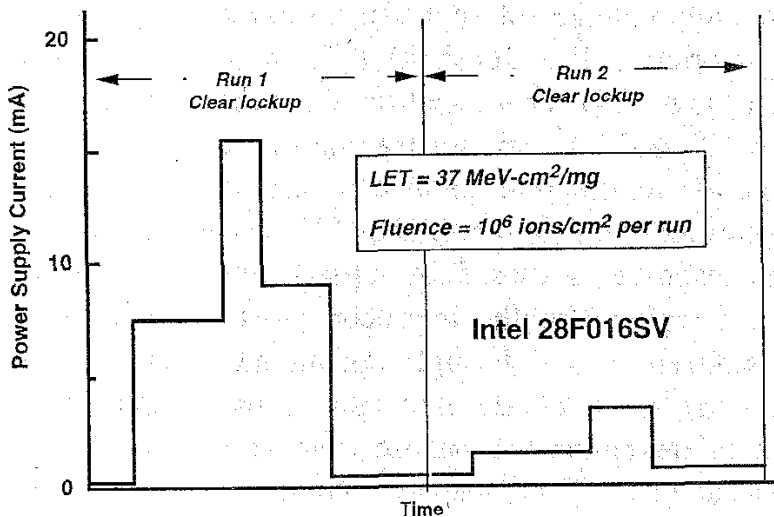 20
Run 1
Clear lockup
Run 2
Clear lockup
Power Supply Current (mA)
LET = 37 MeV-cm²/mg
Fluence = 10⁶ ions/cm² per run
10
Intel 28F016SV
0
Time